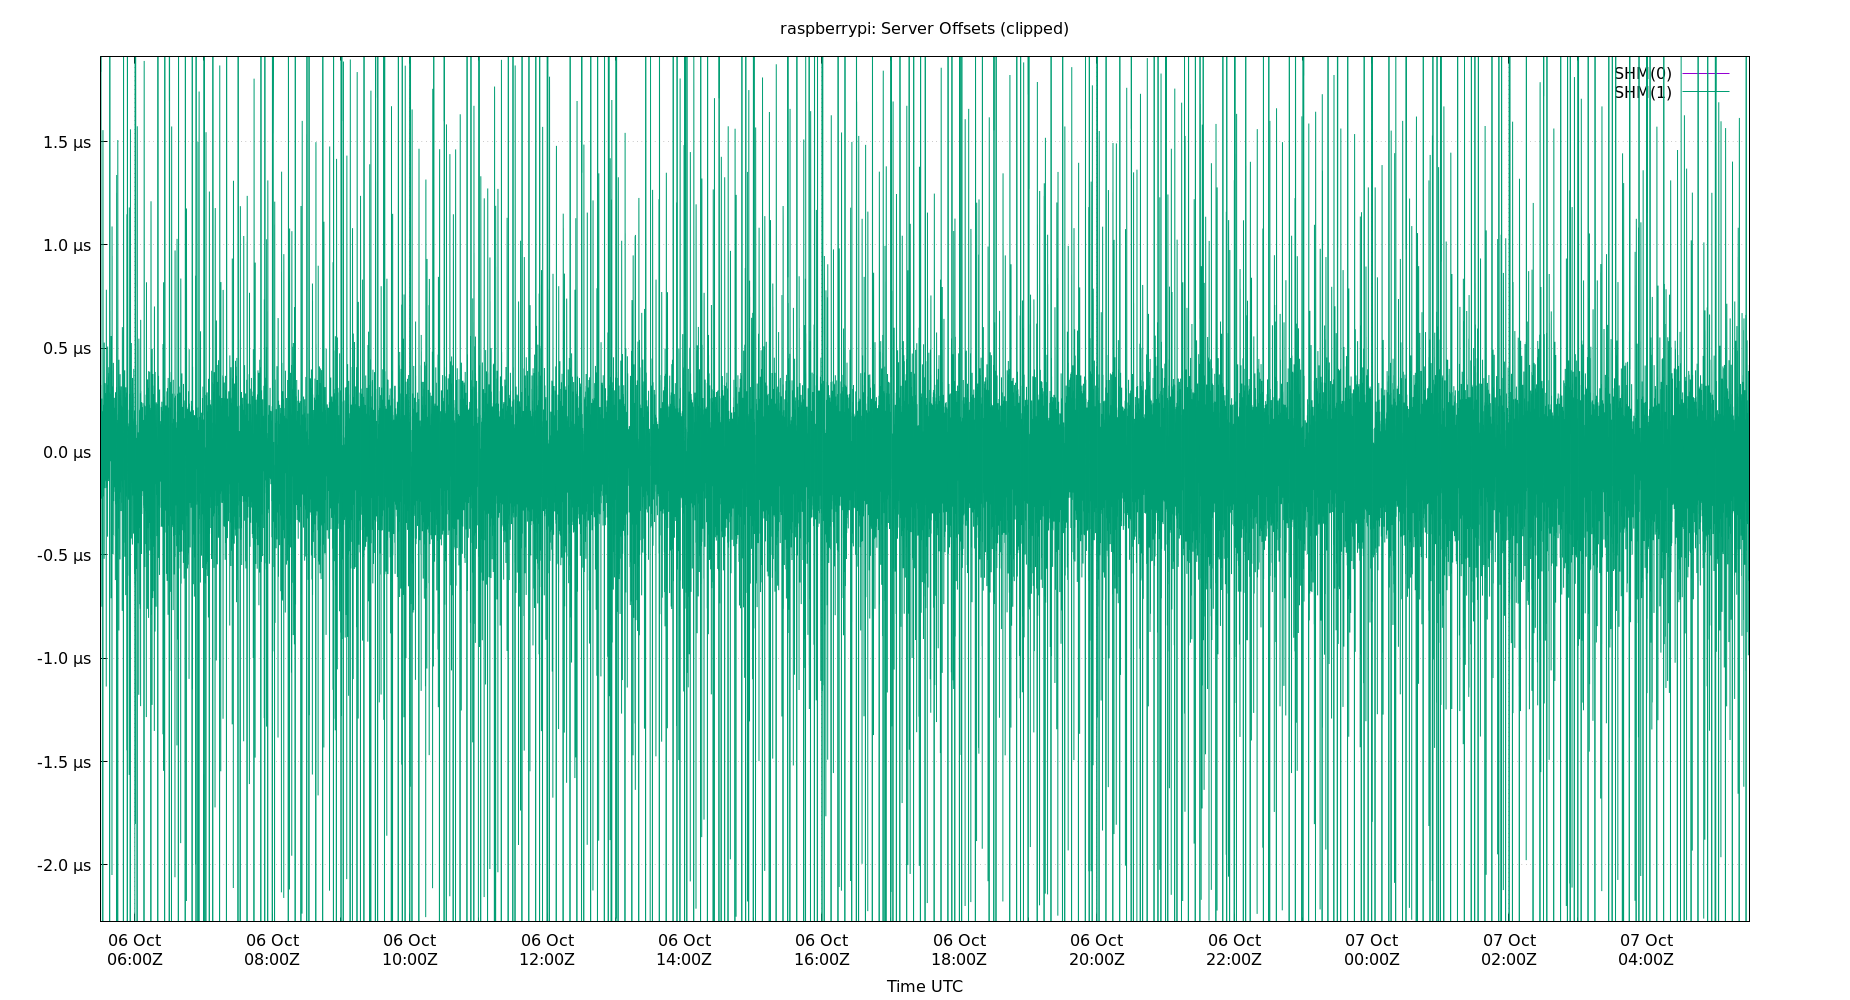 raspberrypi: Server Offsets (clipped)
SHM(0)
SHM(1)
1.5 µs
1.0 µs
0.5 µs
0.0 µs
-0.5 µs
-1.0 µs
-1.5 µs
-2.0 µs
06 Oct 06 Oct 06 Oct 06 Oct 06 Oct 06 Oct 06 Oct 06 Oct 06 Oct 07 Oct 07 Oct 07 Oct
06:00Z 08:00Z 10:00Z 12:00Z 14:00Z 16:00Z 18:00Z 20:00Z 22:00Z 00:00Z 02:00Z 04:00Z
Time UTC